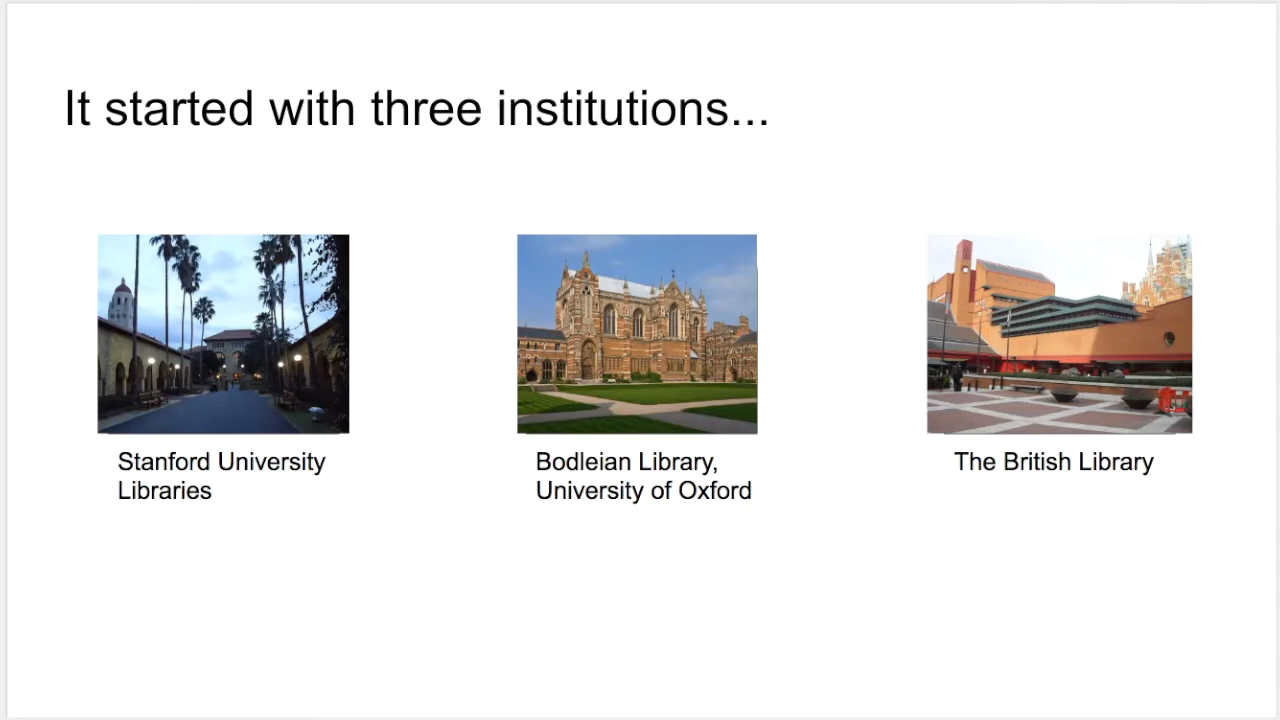 It started with three institutions...
Stanford University
Libraries
Bodleian Library,
University of Oxford
The British Library